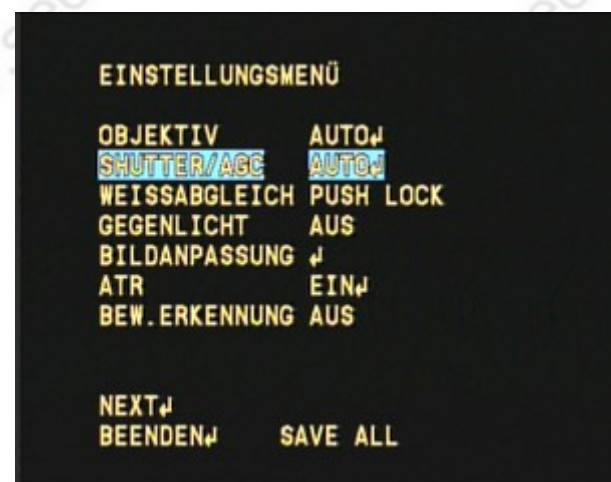 EINSTELLUNGSMENÜ
OBJEKTIV AUTO↵
SHUTTER/AGC AUTO↵
WEISSABGLEICH PUSH LOCK
GEGENLICHT AUS
BILDANPASSUNG ↵
ATR EIN↵
BEW.ERKENNUNG AUS
NEXT↵
BEENDEN↵ SAVE ALL